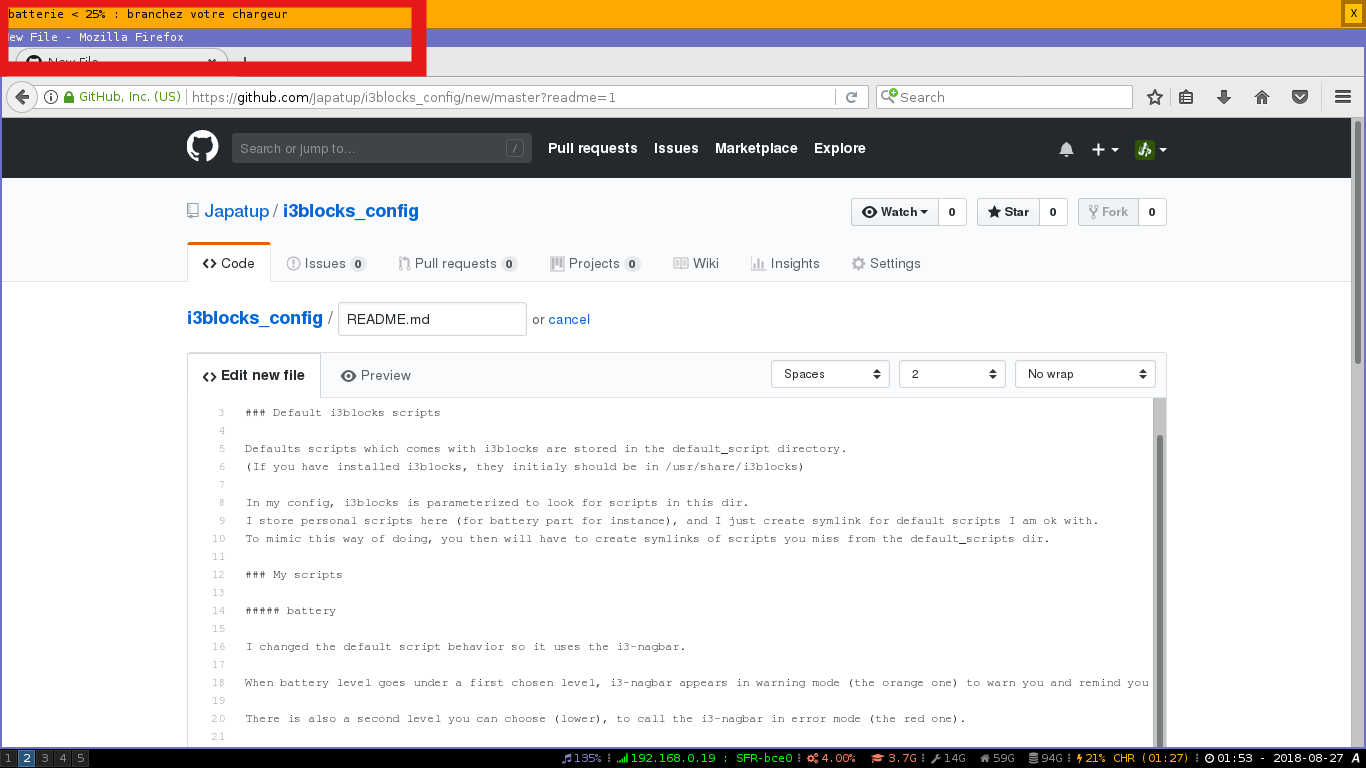 batterie < 25% : branchez votre chargeur
X
ew File - Mozilla Firefox
New File
GitHub, Inc. (US)
https://github.com/Japatup/i3blocks_config/new/master?readme=1
Search
Search or jump to...
/
Pull requests
Issues
Marketplace
Explore
Japatup / i3blocks_config
Watch 0
Star 0
Fork 0
Code
Issues 0
Pull requests 0
Projects 0
Wiki
Insights
Settings
i3blocks_config / README.md or cancel
Edit new file
Preview
Spaces
2
No wrap
3 ### Default i3blocks scripts
4
5 Defaults scripts which comes with i3blocks are stored in the default_script directory.
6 (If you have installed i3blocks, they initialy should be in /usr/share/i3blocks)
7
8 In my config, i3blocks is parameterized to look for scripts in this dir.
9 I store personal scripts here (for battery part for instance), and I just create symlink for default scripts I am ok with.
10 To mimic this way of doing, you then will have to create symlinks of scripts you miss from the default_scripts dir.
11
12 ### My scripts
13
14 ##### battery
15
16 I changed the default script behavior so it uses the i3-nagbar.
17
18 When battery level goes under a first chosen level, i3-nagbar appears in warning mode (the orange one) to warn you and remind you
19
20 There is also a second level you can choose (lower), to call the i3-nagbar in error mode (the red one).
21
1 2 3 4 5
135% 192.168.0.19 : SFR-bce0 4.00% 3.7G 14G 59G 94G 21% CHR (01:27) 01:53 - 2018-08-27 A